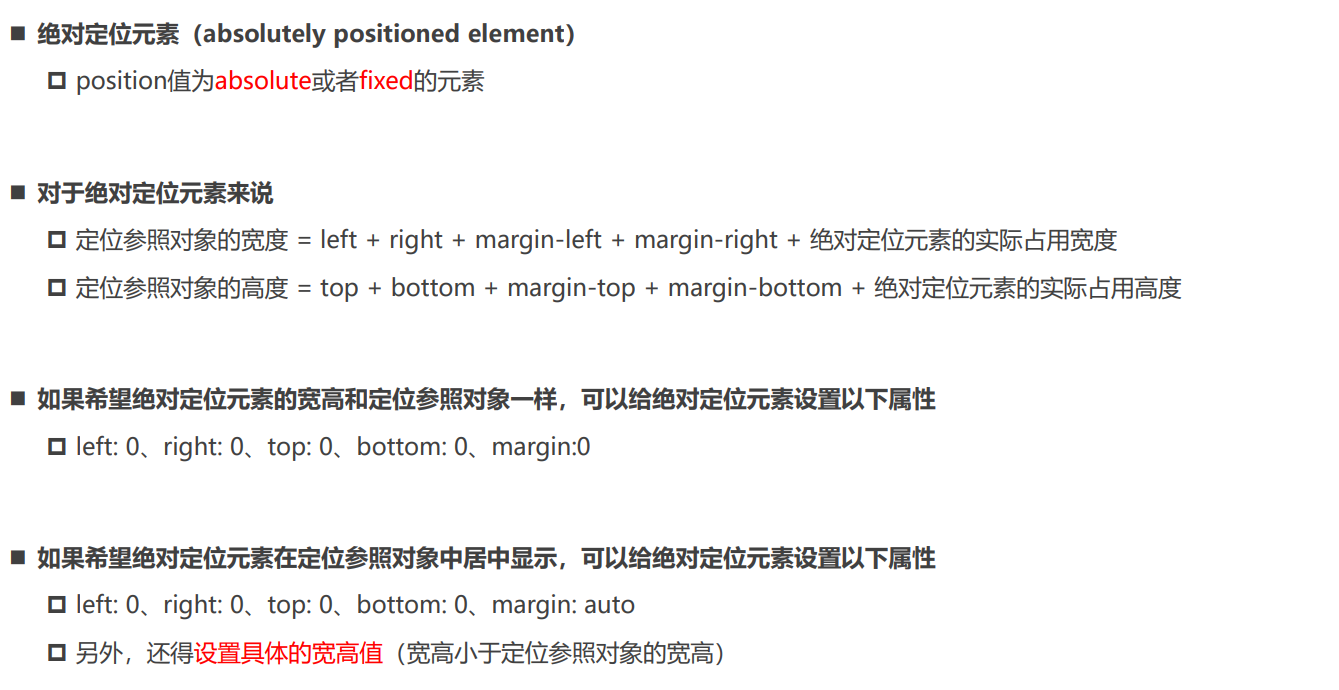 绝对定位元素（absolutely positioned element）
position值为absolute或者fixed的元素
对于绝对定位元素来说
定位参照对象的宽度 = left + right + margin-left + margin-right + 绝对定位元素的实际占用宽度
定位参照对象的高度 = top + bottom + margin-top + margin-bottom + 绝对定位元素的实际占用高度
如果希望绝对定位元素的宽高和定位参照对象一样，可以给绝对定位元素设置以下属性
left: 0、right: 0、top: 0、bottom: 0、margin:0
如果希望绝对定位元素在定位参照对象中居中显示，可以给绝对定位元素设置以下属性
left: 0、right: 0、top: 0、bottom: 0、margin: auto
另外，还得设置具体的宽高值（宽高小于定位参照对象的宽高）